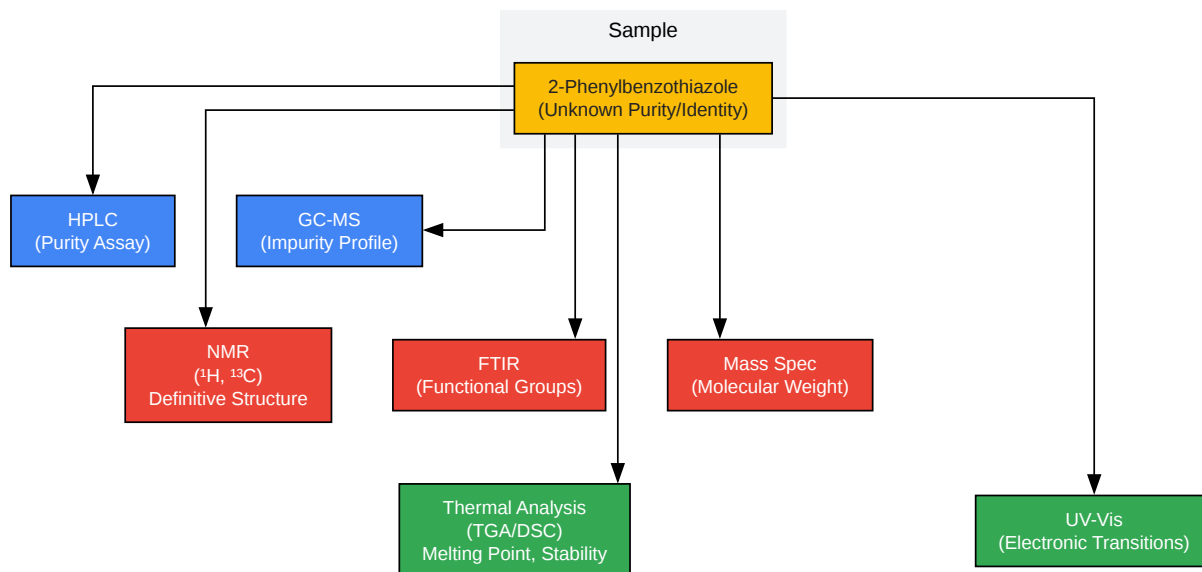 Sample
2-Phenylbenzothiazole
(Unknown Purity/Identity)
HPLC
(Purity Assay)
GC-MS
(Impurity Profile)
NMR
(¹H, ¹³C)
Definitive Structure
FTIR
(Functional Groups)
Mass Spec
(Molecular Weight)
Thermal Analysis
(TGA/DSC)
Melting Point, Stability
UV-Vis
(Electronic Transitions)